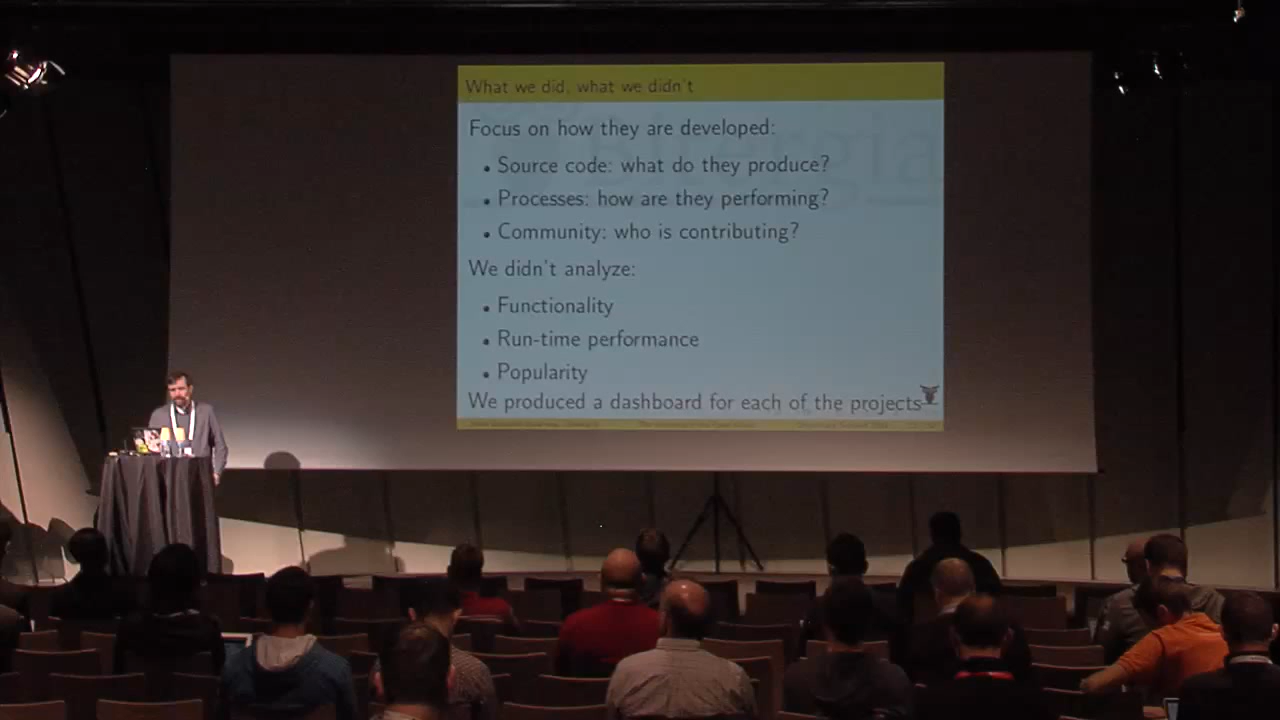 What we did, what we didn't
Focus on how they are developed:
• Source code: what do they produce?
• Processes: how are they performing?
• Community: who is contributing?
We didn't analyze:
• Functionality
• Run-time performance
• Popularity
We produced a dashboard for each of the projects
Bitergia